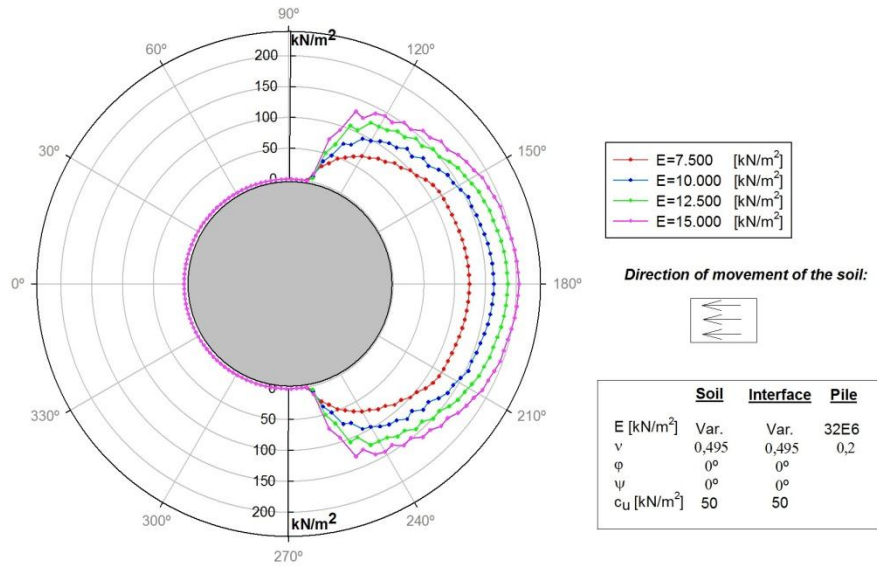 90º
kN/m2
60º
120º
200
150
100
50
0
30º
150º
E=7.500 [kN/m2]
E=10.000 [kN/m2]
E=12.500 [kN/m2]
E=15.000 [kN/m2]
0º
180º
Direction of movement of the soil:
0
50
100
150
200
kN/m2
330º
210º
300º
240º
270º
Soil Interface Pile
E [kN/m2] Var. Var. 32E6
ν 0,495 0,495 0,2
φ 0º 0º
ψ 0º 0º
cu [kN/m2] 50 50